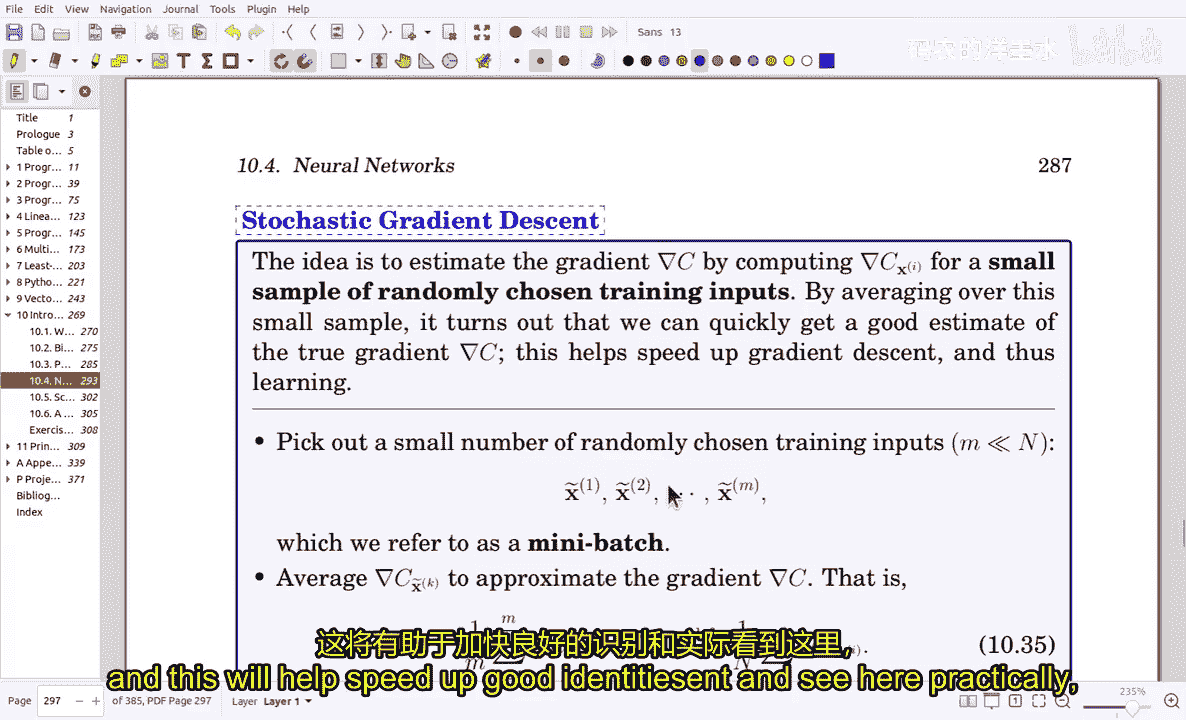 File Edit View Navigation Journal Tools Plugin Help
Sans 13
Title 1
Prologue 3
Table o... 5
1 Progr... 11
2 Progr... 39
3 Progr... 75
4 Linea... 123
5 Progr... 145
6 Multi... 173
7 Least-... 203
8 Pytho... 221
9 Vecto... 243
10 Intro... 269
10.1. W... 270
10.2. Bi... 275
10.3. P... 285
10.4. N... 293
10.5. Sc... 302
10.6. A ... 305
Exercis... 308
11 Prin... 309
A Appe... 339
P Proje... 371
Bibliog...
Index
10.4. Neural Networks 287
Stochastic Gradient Descent
The idea is to estimate the gradient ∇C by computing ∇C_x(i) for a small
sample of randomly chosen training inputs. By averaging over this
small sample, it turns out that we can quickly get a good estimate of
the true gradient ∇C; this helps speed up gradient descent, and thus
learning.
• Pick out a small number of randomly chosen training inputs (m ≪ N):
x̃(1), x̃(2), ⋯ , x̃(m),
which we refer to as a mini-batch.
• Average ∇C_x̃(k) to approximate the gradient ∇C. That is,
(10.35)
这将有助于加快良好的识别和实际看到这里,
and this will help speed up good identitiesent and see here practically,
Page 297 of 385, PDF Page 297 Layer Layer 1 235%